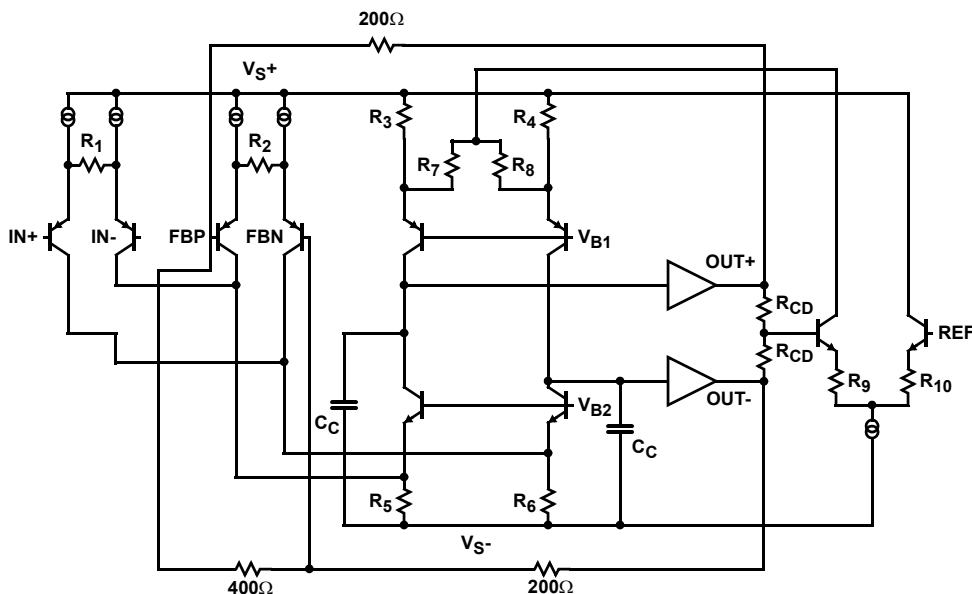 200Ω
VS+
R3
R4
R1
R2
R7
R8
IN+
IN-
FBP
FBN
VB1
OUT+
RCD
REF
RCD
R9
R10
OUT-
VB2
CC
CC
R5
R6
VS-
400Ω
200Ω